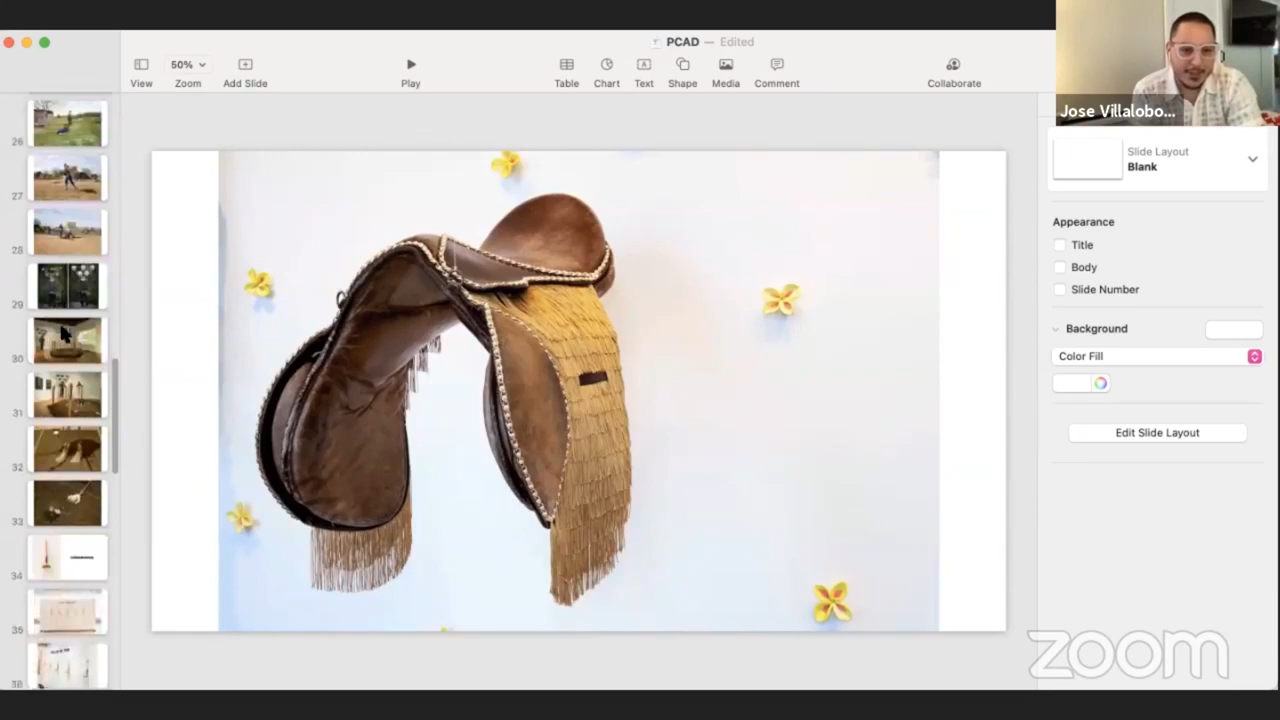 PCAD — Edited
50%
View
Zoom
Add Slide
Play
Table
Chart
Text
Shape
Media
Comment
Collaborate
Jose Villalobo...
Slide Layout
Blank
Appearance
Title
Body
Slide Number
Background
Color Fill
Edit Slide Layout
26
27
28
29
30
31
32
33
34
35
zoom